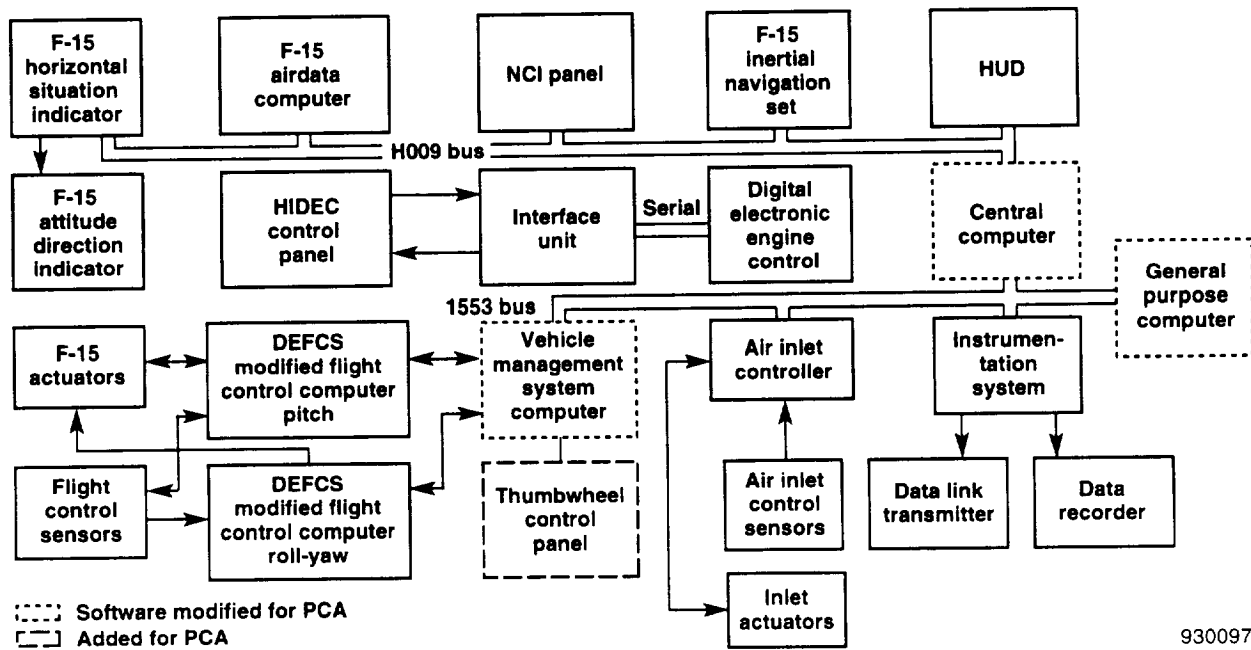 F-15
horizontal
situation
indicator
F-15
airdata
computer
NCI panel
F-15
inertial
navigation
set
HUD
H009 bus
F-15
attitude
direction
indicator
HIDEC
control
panel
Interface
unit
Serial
Digital
electronic
engine
control
Central
computer
General
purpose
computer
1553 bus
F-15
actuators
DEFCS
modified flight
control computer
pitch
Vehicle
management
system
computer
Air inlet
controller
Instrumen-
tation
system
Flight
control
sensors
DEFCS
modified flight
control computer
roll-yaw
Thumbwheel
control
panel
Air inlet
control
sensors
Data link
transmitter
Data
recorder
Inlet
actuators
Software modified for PCA
Added for PCA
930097